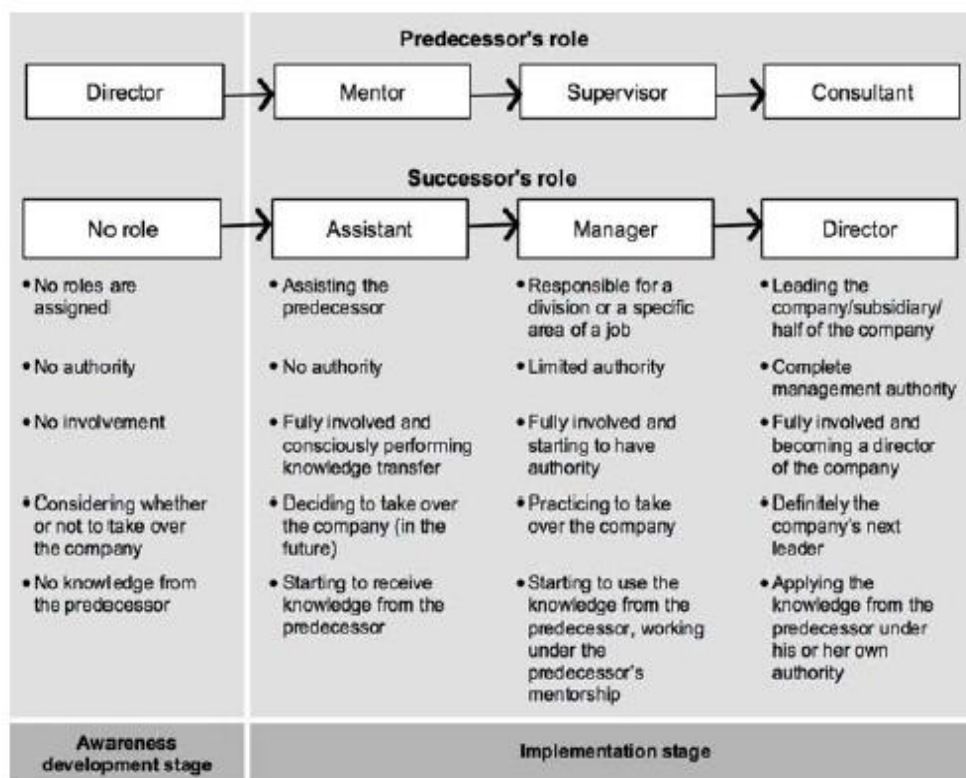 Predecessor's role
Director
Mentor
Supervisor
Consultant
Successor's role
No role
Assistant
Manager
Director
• No roles are
assigned
• No authority
• No involvement
• Considering whether
or not to take over
the company
• No knowledge from
the predecessor
• Assisting the
predecessor
• No authority
• Fully involved and
consciously performing
knowledge transfer
• Deciding to take over
the company (in the
future)
• Starting to receive
knowledge from the
predecessor
• Responsible for a
division or a specific
area of a job
• Limited authority
• Fully involved and
starting to have
authority
• Practicing to take
over the company
• Starting to use the
knowledge from the
predecessor, working
under the
predecessor's
mentorship
• Leading the
company/subsidiary/
half of the company
• Complete
management authority
• Fully involved and
becoming a director
of the company
• Definitely the
company's next
leader
• Applying the
knowledge from the
predecessor under
his or her own
authority
Awareness
development stage
Implementation stage